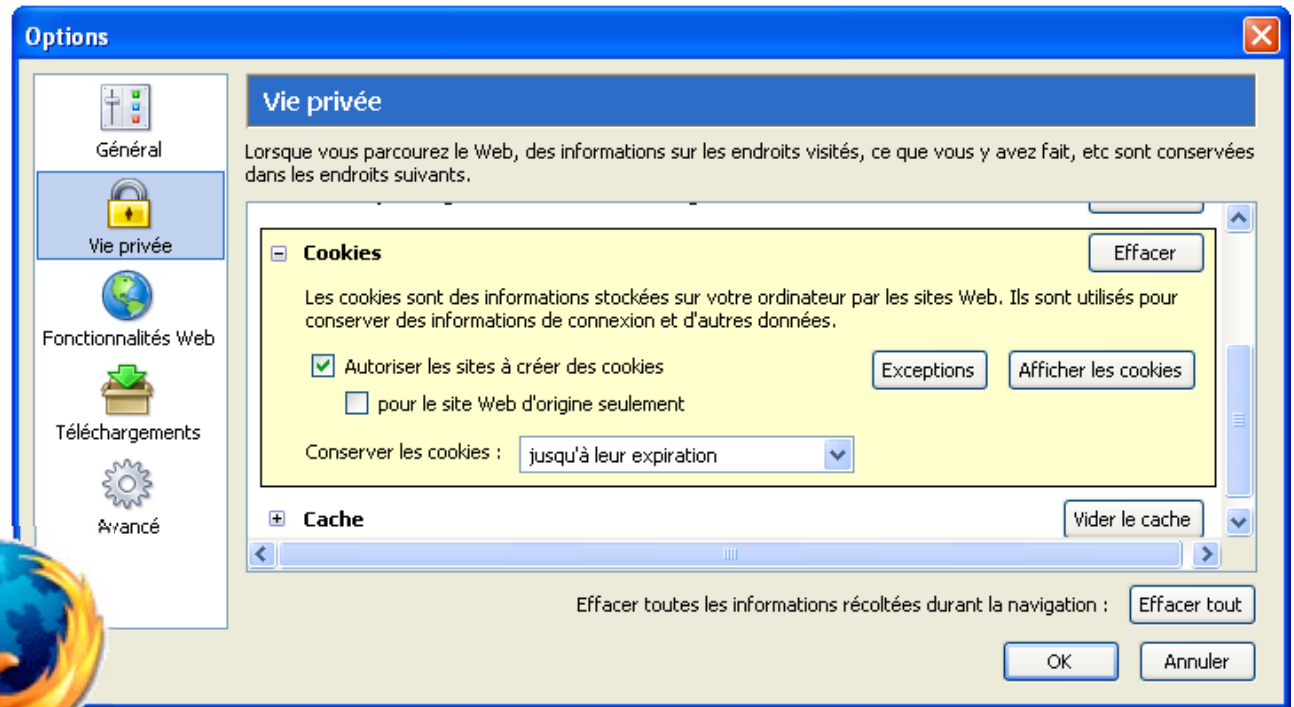 Options
Général
Vie privée
Fonctionnalités Web
Téléchargements
Avancé
Vie privée
Lorsque vous parcourez le Web, des informations sur les endroits visités, ce que vous y avez fait, etc sont conservées
dans les endroits suivants.
Cookies
Effacer
Les cookies sont des informations stockées sur votre ordinateur par les sites Web. Ils sont utilisés pour
conserver des informations de connexion et d'autres données.
Autoriser les sites à créer des cookies
Exceptions
Afficher les cookies
pour le site Web d'origine seulement
Conserver les cookies :
jusqu'à leur expiration
Cache
Vider le cache
Effacer toutes les informations récoltées durant la navigation :
Effacer tout
OK
Annuler